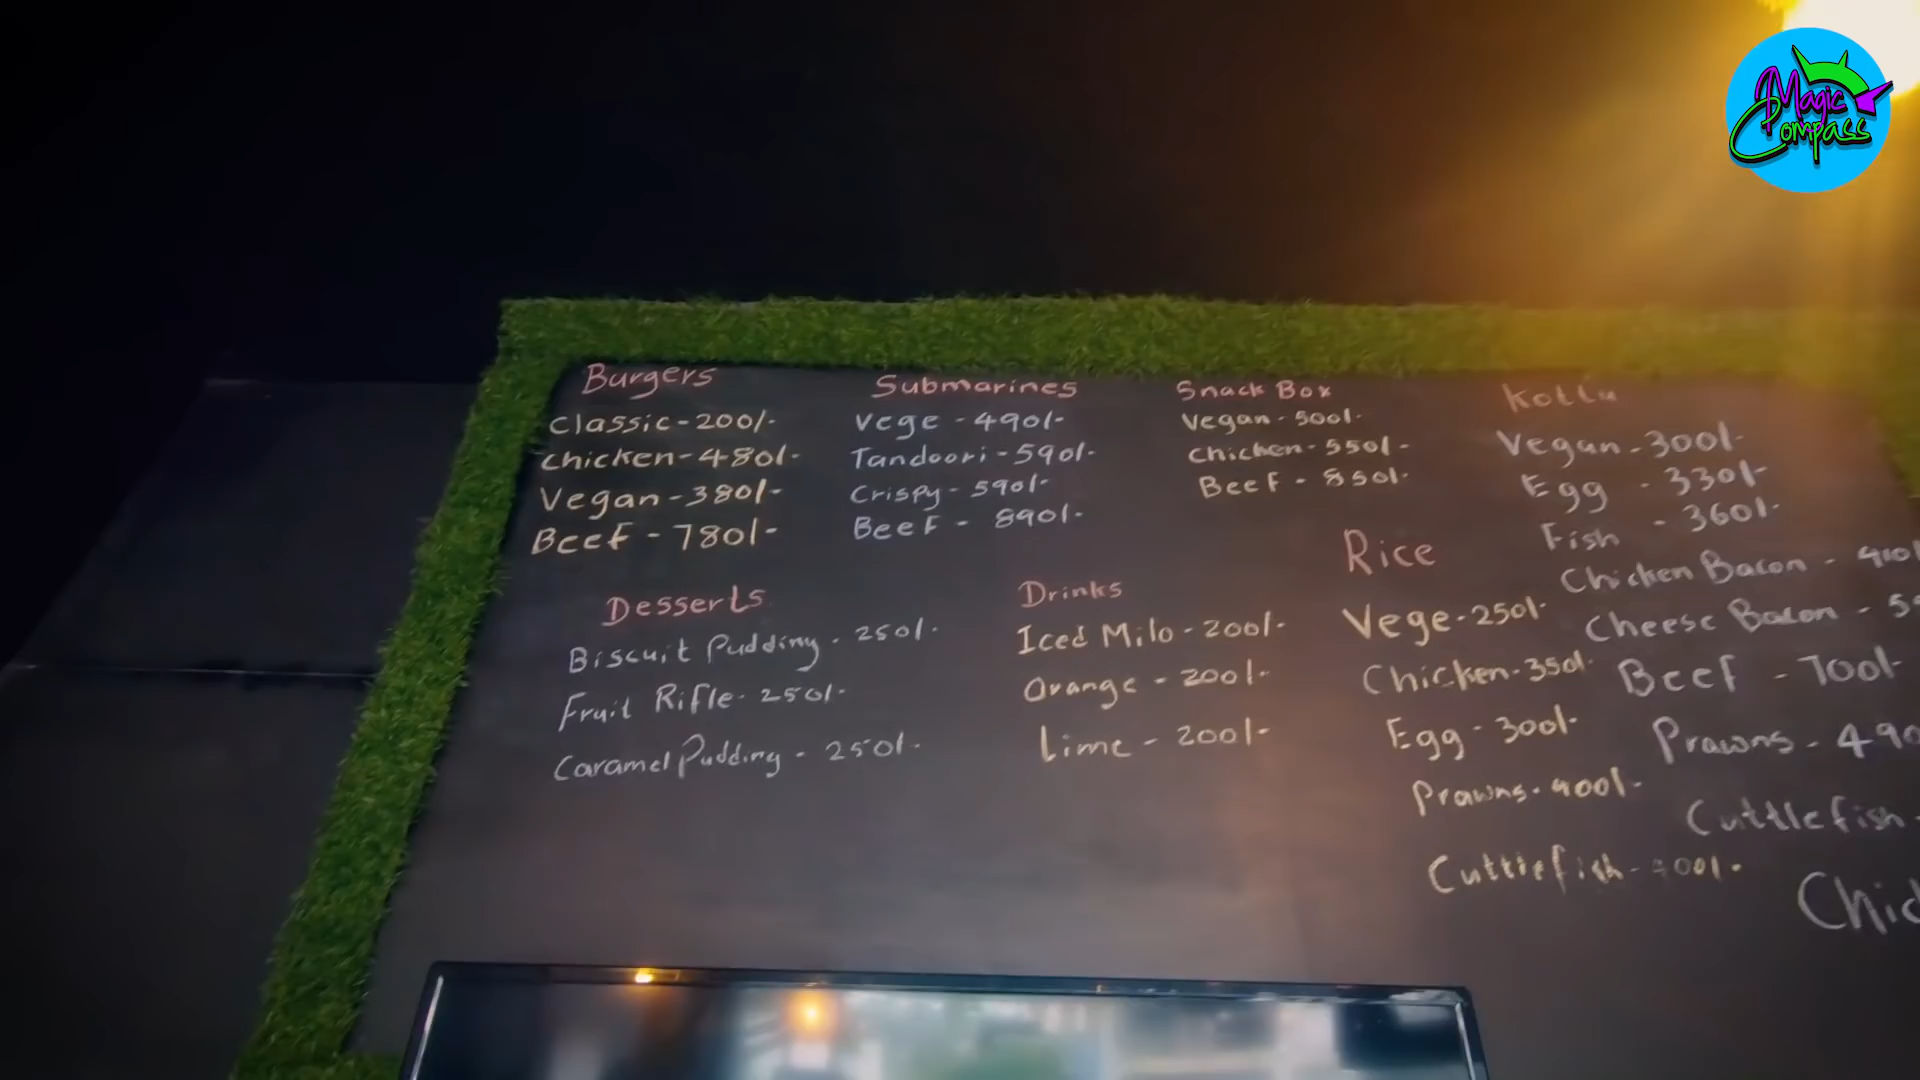 Magic
Compass
Burgers
Classic-200/-
Chicken-480/-
Vegan-380/-
Beef-780/-
Submarines
Vege-490/-
Tandoori-590/-
Crispy-590/-
Beef-890/-
Snack Box
Vegan-500/-
Chicken-550/-
Beef-850/-
Kottu
Vegan-300/-
Egg-330/-
Fish-360/-
Chicken Bacon-410/
Cheese Bacon-
Beef-700/-
Prawns-490
Cuttlefish-
Desserts
Biscuit Pudding-250/-
Fruit Rifle-250/-
Caramel Pudding-250/-
Drinks
Iced Milo-200/-
Orange-200/-
Lime-200/-
Rice
Vege-250/-
Chicken-350/-
Egg-300/-
Prawns-400/-
Cuttlefish-